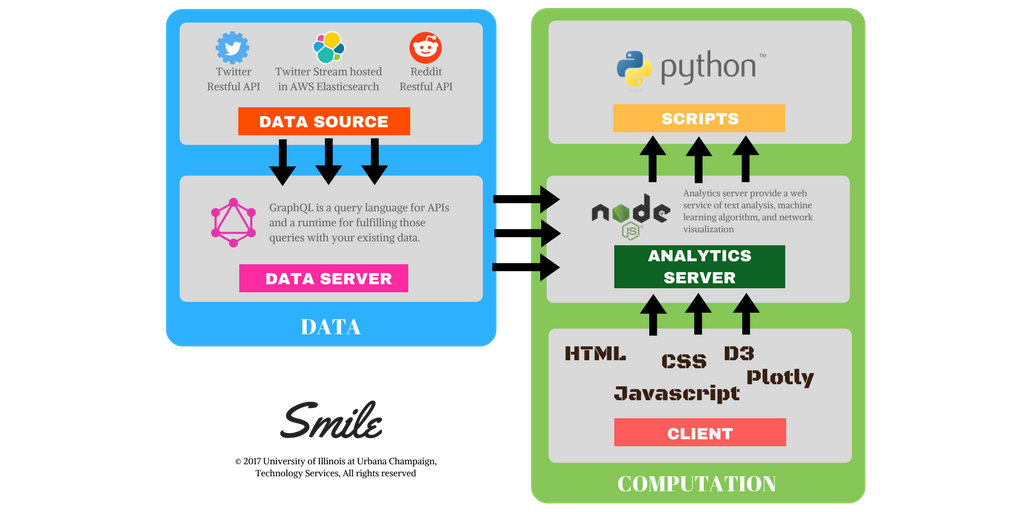 Twitter
Restful API
Twitter Stream hosted
in AWS Elasticsearch
Reddit
Restful API
DATA SOURCE
GraphQL is a query language for APIs
and a runtime for fulfilling those
queries with your existing data.
DATA SERVER
DATA
Smile
© 2017 University of Illinois at Urbana Champaign,
Technology Services, All rights reserved
python™
SCRIPTS
node
JS
Analytics server provide a web
service of text analysis, machine
learning algorithm, and network
visualization
ANALYTICS
SERVER
HTML
CSS
D3
Plotly
Javascript
CLIENT
COMPUTATION